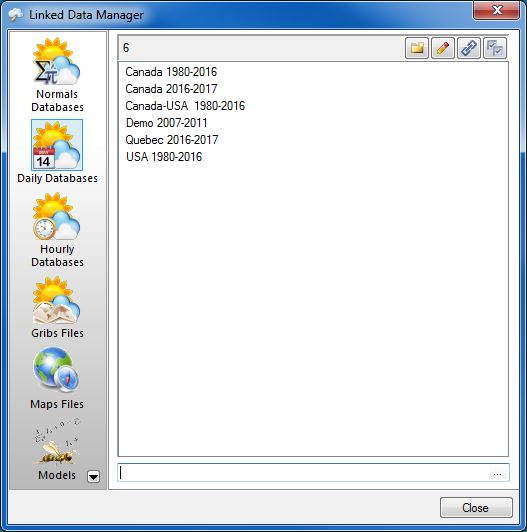 Linked Data Manager
Normals
Databases
MAY
14
Daily Databases
Hourly
Databases
Gribs Files
Maps Files
Models
6
Canada 1980-2016
Canada 2016-2017
Canada-USA  1980-2016
Demo 2007-2011
Quebec 2016-2017
USA 1980-2016
...
Close